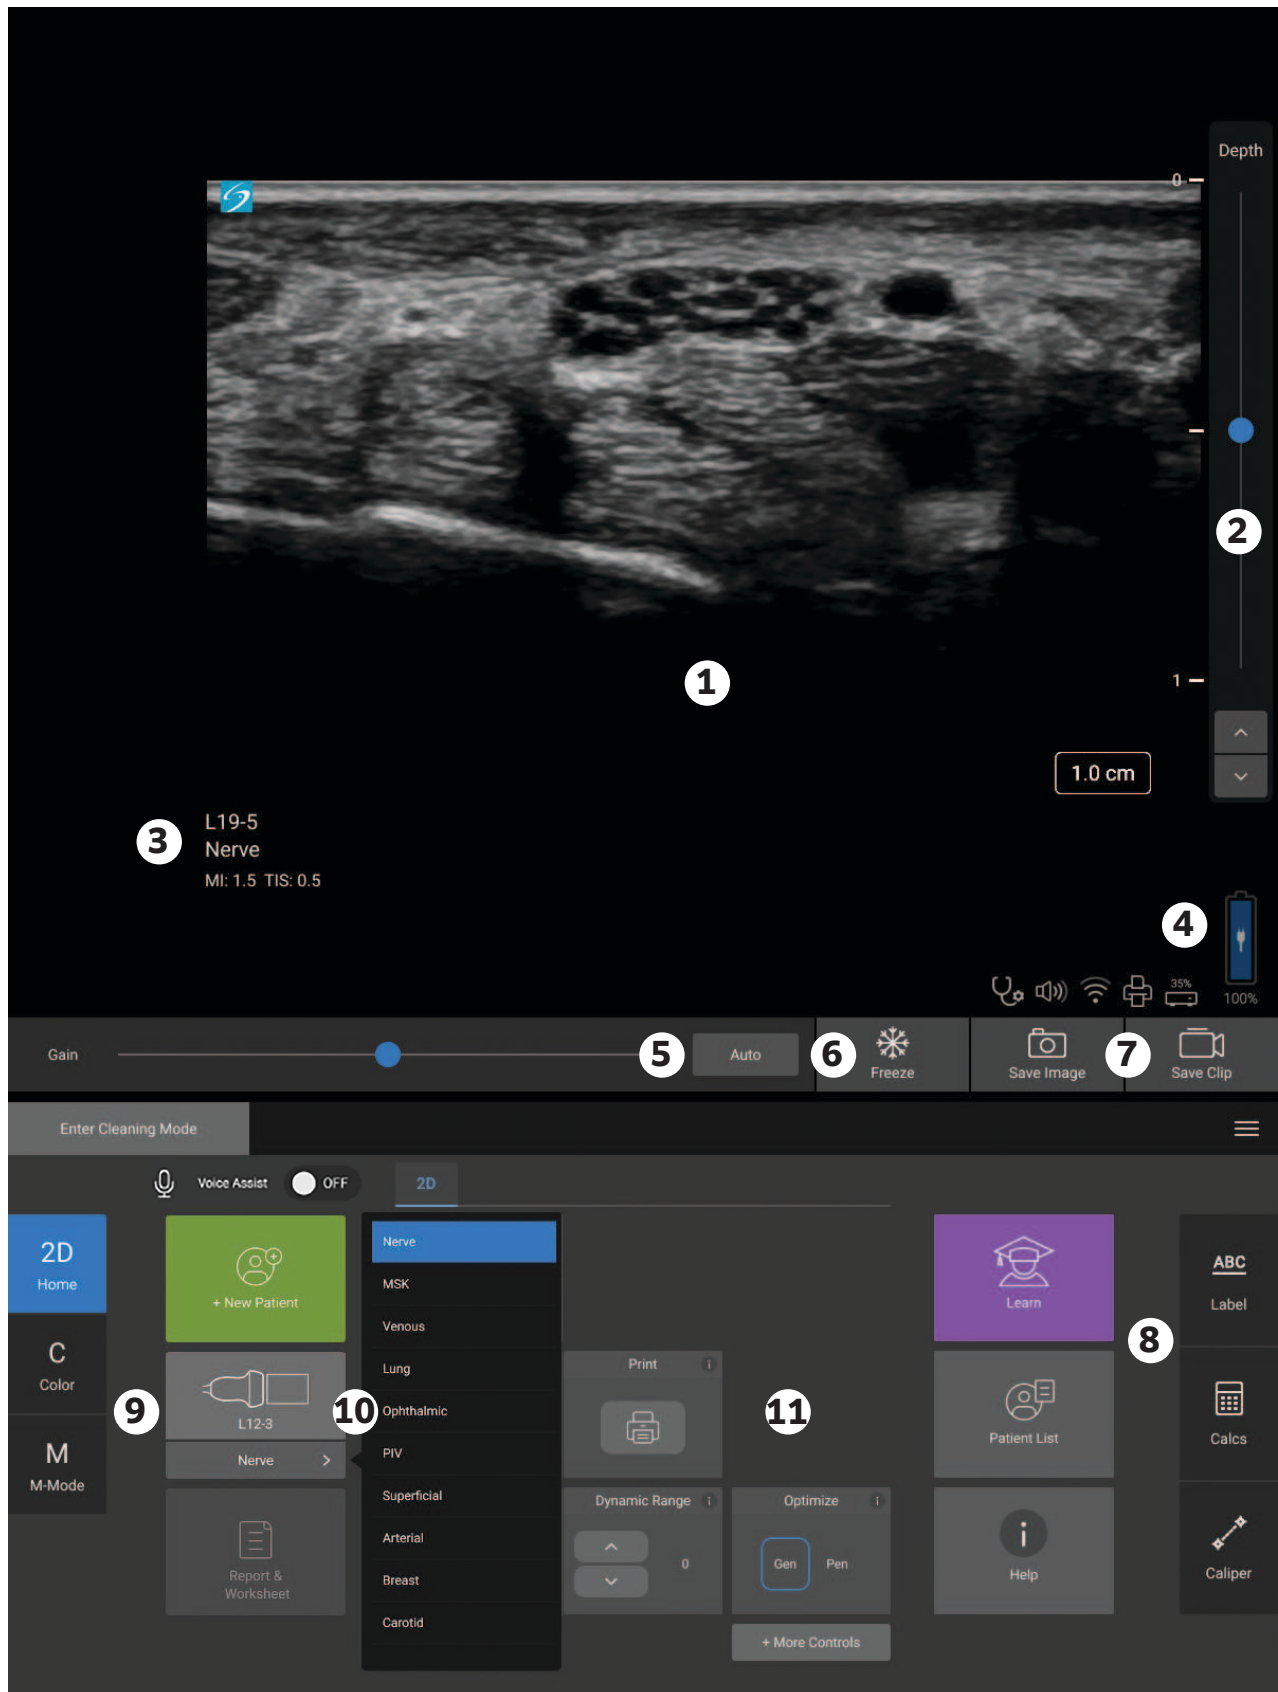 Depth
0
2
1
1
1.0 cm
3
L19-5
Nerve
MI: 1.5 TIS: 0.5
4
35%
100%
Gain
5
Auto
6
Freeze
Save Image
7
Save Clip
Enter Cleaning Mode
Voice Assist
OFF
2D
2D
Home
C
Color
M
M-Mode
+ New Patient
9
L12-3
Nerve >
10
Report &
Worksheet
Nerve
MSK
Venous
Lung
Ophthalmic
PIV
Superficial
Arterial
Breast
Carotid
Print i
11
Dynamic Range i
0
Optimize i
Gen Pen
+ More Controls
Learn
Patient List
i
Help
8
ABC
Label
Calcs
Caliper